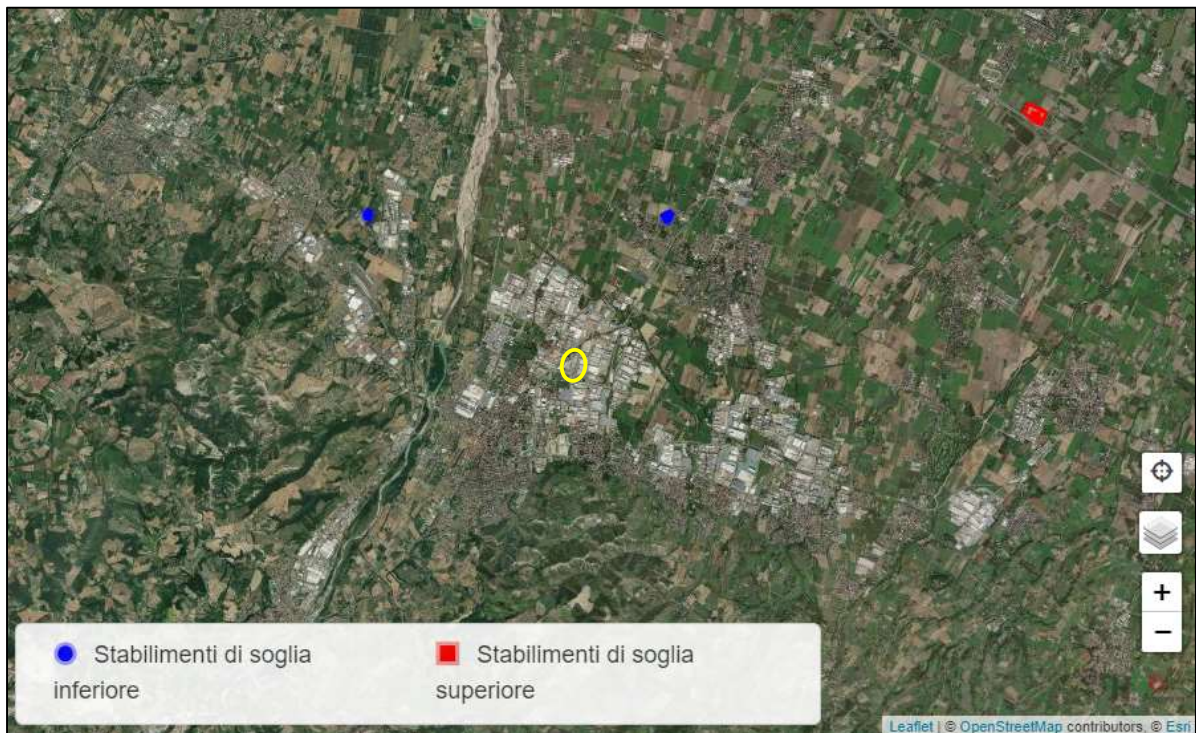 Stabilimenti di soglia
inferiore
Stabilimenti di soglia
superiore
+
−
Leaflet | © OpenStreetMap contributors, © Esri